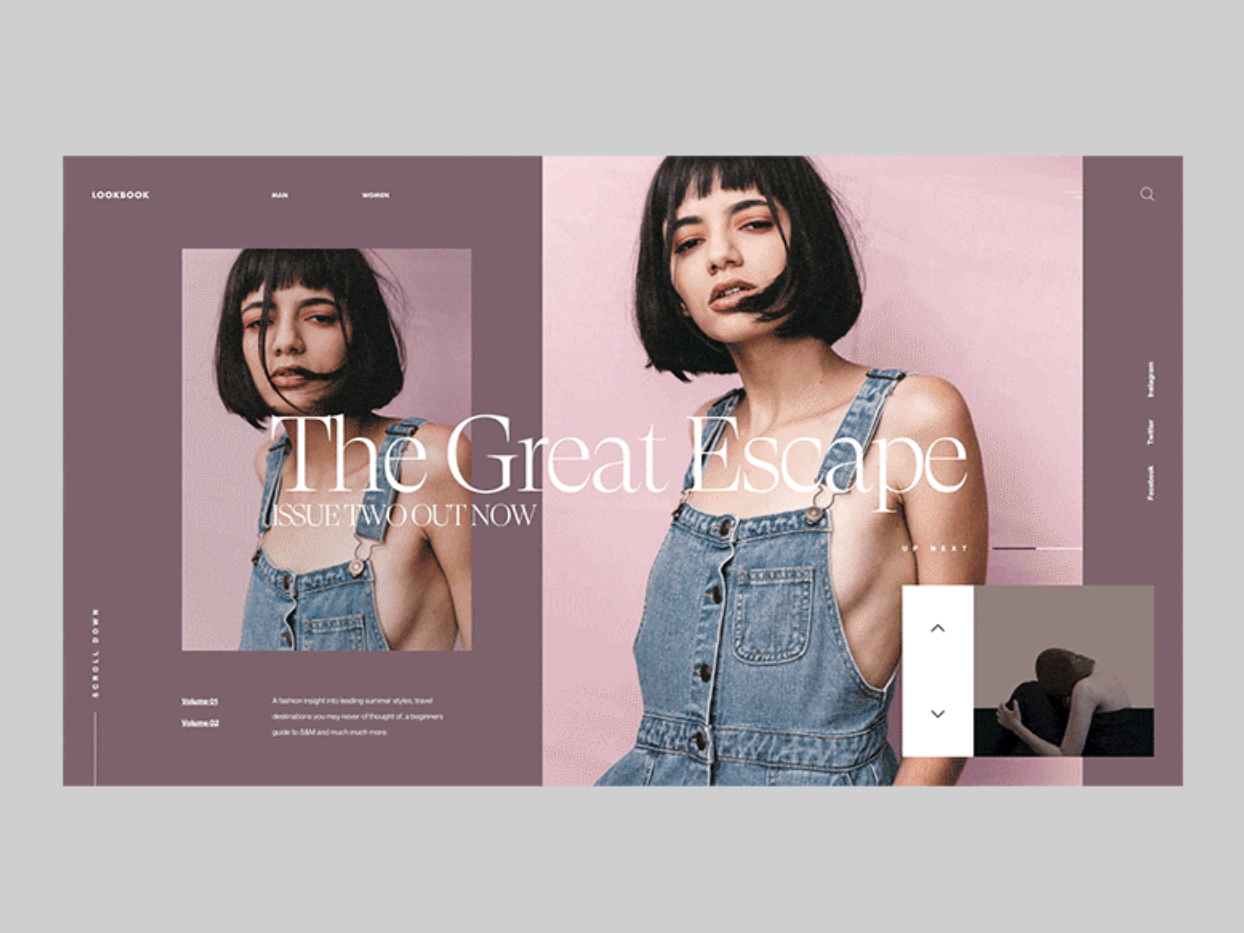 LOOKBOOK
MAN
WOMEN
The Great Escape
ISSUE TWO OUT NOW
UP NEXT
Instagram
Twitter
Facebook
SCROLL DOWN
Volume 01
Volume 02
A fashion insight into leading summer styles, travel
destinations you may never of thought of, a beginners
guide to S&M and much much more.